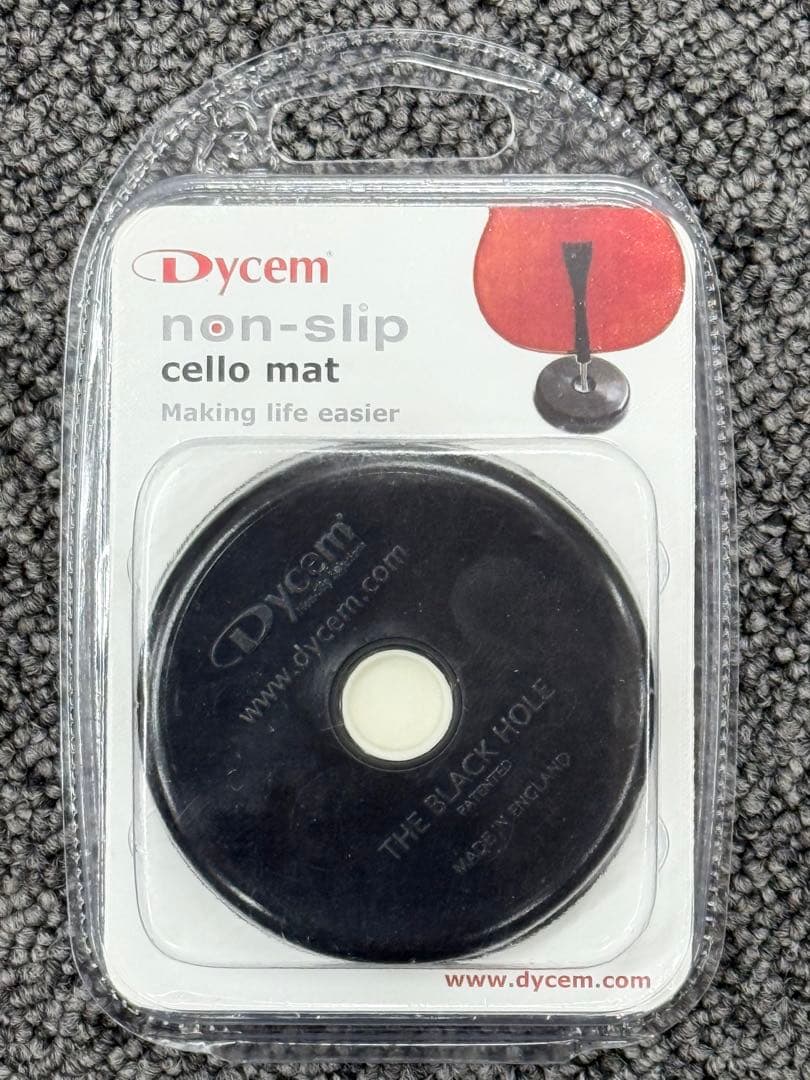 Dycem®
non-slip
cello mat
Making life easier
Dycem
www.dycem.com
THE BLACK HOLE
PATENTED
MADE IN ENGLAND
www.dycem.com